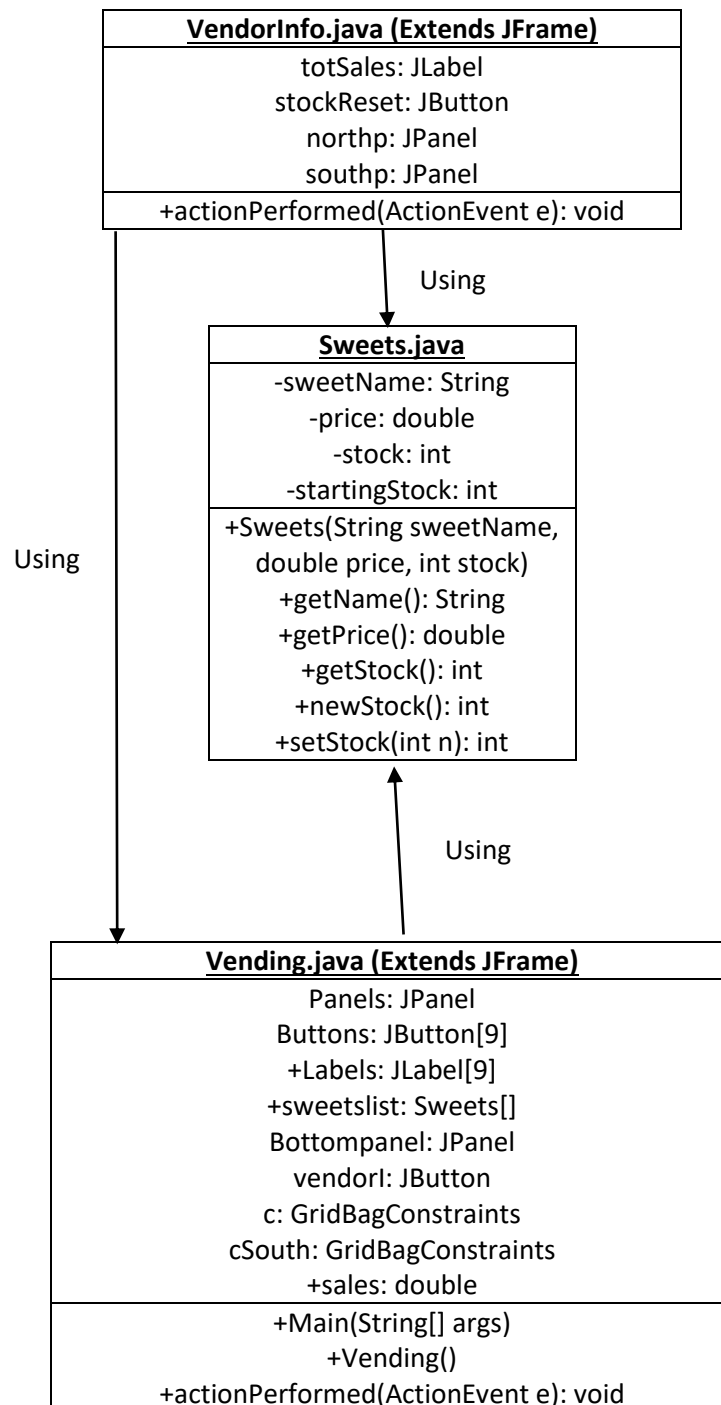 VendorInfo.java (Extends JFrame)
totSales: JLabel
stockReset: JButton
northp: JPanel
southp: JPanel
+actionPerformed(ActionEvent e): void
Using
Sweets.java
-sweetName: String
-price: double
-stock: int
-startingStock: int
+Sweets(String sweetName,
double price, int stock)
+getName(): String
+getPrice(): double
+getStock(): int
+newStock(): int
+setStock(int n): int
Using
Using
Vending.java (Extends JFrame)
Panels: JPanel
Buttons: JButton[9]
+Labels: JLabel[9]
+sweetslist: Sweets[]
Bottompanel: JPanel
vendorI: JButton
c: GridBagConstraints
cSouth: GridBagConstraints
+sales: double
+Main(String[] args)
+Vending()
+actionPerformed(ActionEvent e): void